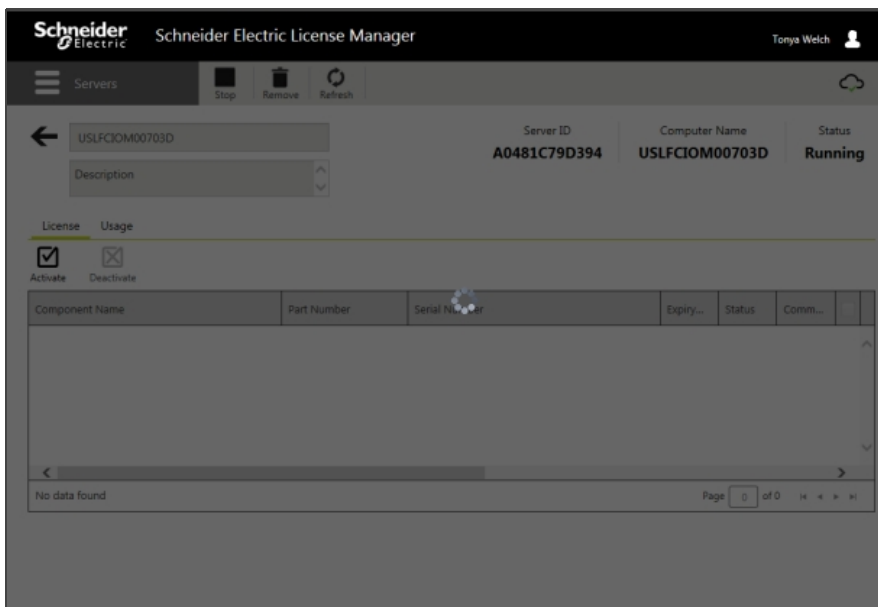 Schneider Electric
Schneider Electric License Manager
Tonya Welch
Servers
Stop
Remove
Refresh
USLFCIOM00703D
Description
Server ID
A0481C79D394
Computer Name
USLFCIOM00703D
Status
Running
License
Usage
Activate
Deactivate
Component Name
Part Number
Serial Number
Expiry...
Status
Comm...
No data found
Page 0 of 0